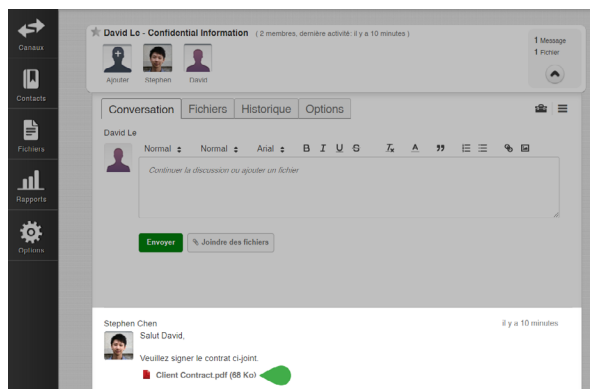 Canaux
Contacts
Fichiers
Rapports
Options
David Le - Confidential Information ( 2 membres, dernière activité: il y a 10 minutes )
Ajouter Stephen David
1 Message
1 Fichier
Conversation Fichiers Historique Options
David Le
Normal Normal Arial B I U S Tx A
Continuer la discussion ou ajouter un fichier
Envoyer Joindre des fichiers
Stephen Chen il y a 10 minutes
Salut David,
Veuillez signer le contrat ci-joint.
Client Contract.pdf (68 Ko)